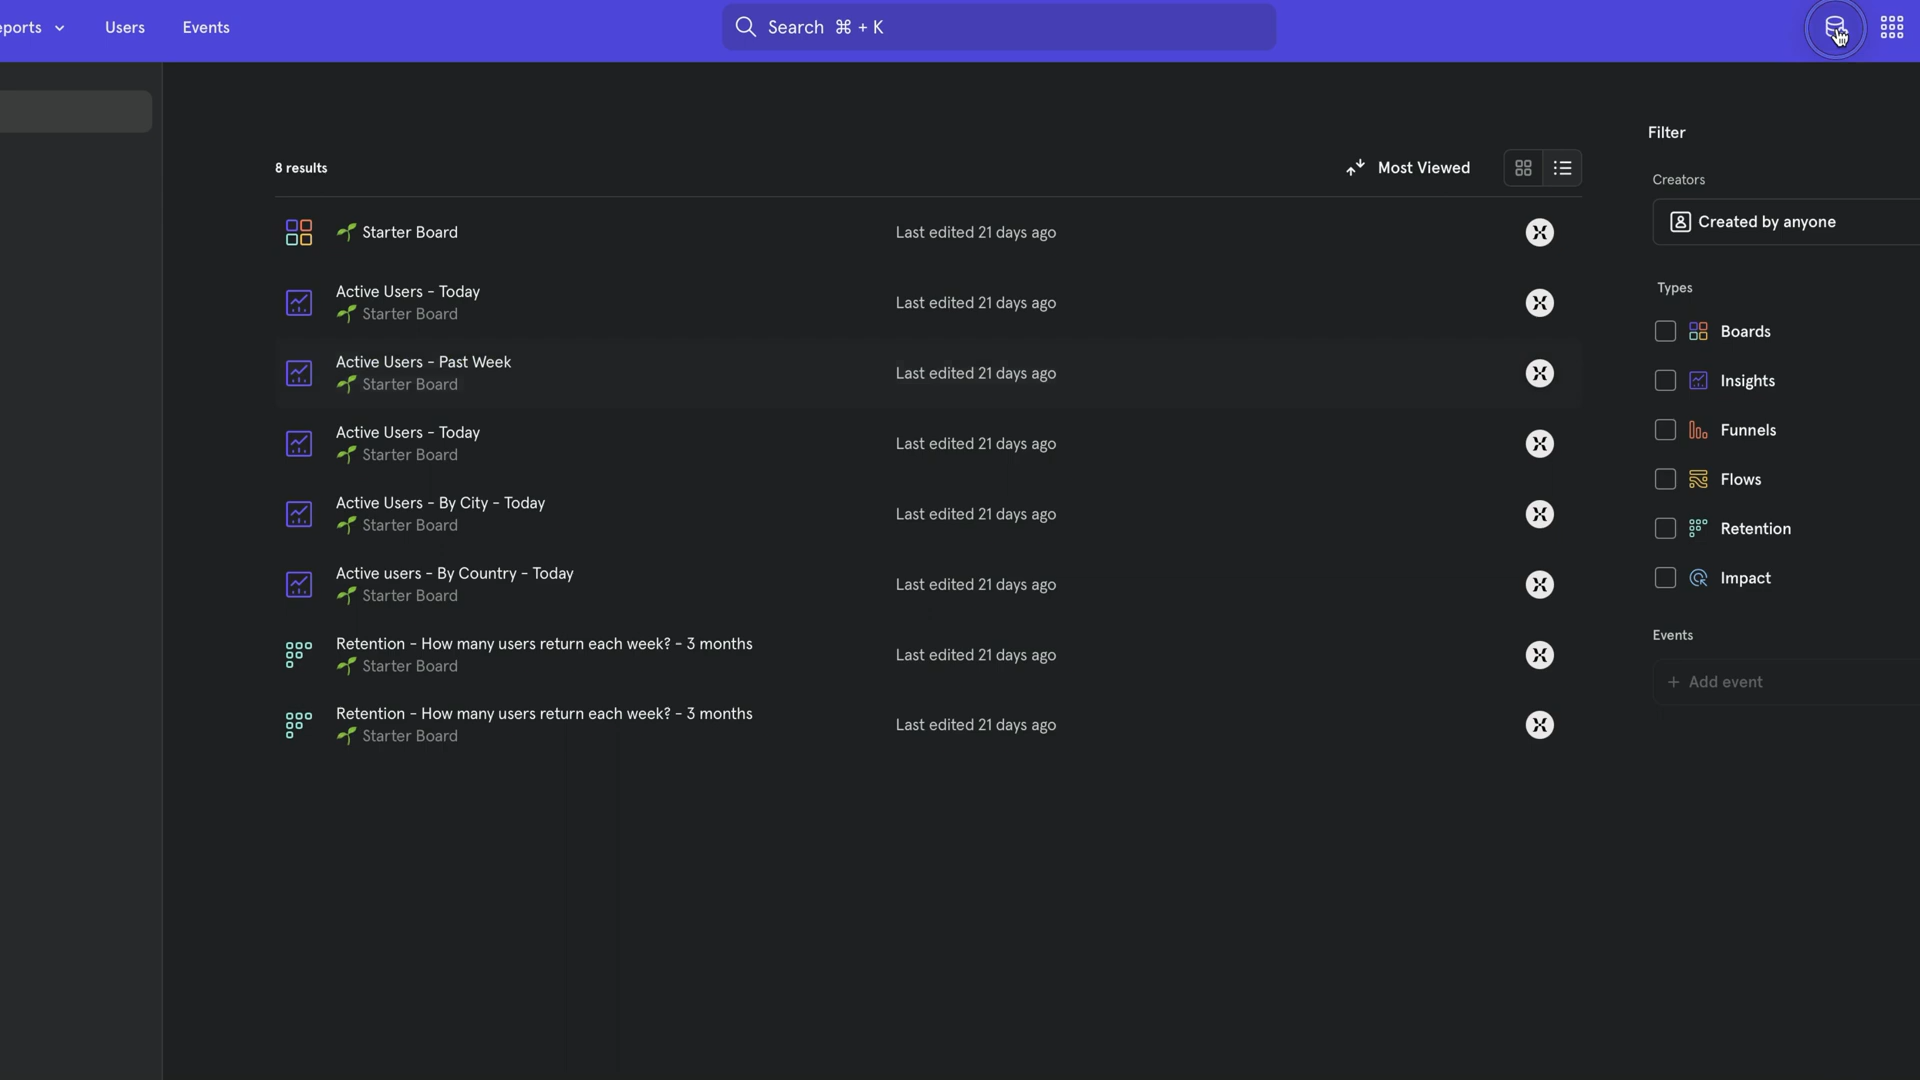 eports
Users
Events
Search ⌘ + K
8 results
Most Viewed
Starter Board
Last edited 21 days ago
Active Users - Today
Starter Board
Last edited 21 days ago
Active Users - Past Week
Starter Board
Last edited 21 days ago
Active Users - Today
Starter Board
Last edited 21 days ago
Active Users - By City - Today
Starter Board
Last edited 21 days ago
Active users - By Country - Today
Starter Board
Last edited 21 days ago
Retention - How many users return each week? - 3 months
Starter Board
Last edited 21 days ago
Retention - How many users return each week? - 3 months
Starter Board
Last edited 21 days ago
Filter
Creators
Created by anyone
Types
Boards
Insights
Funnels
Flows
Retention
Impact
Events
+ Add event